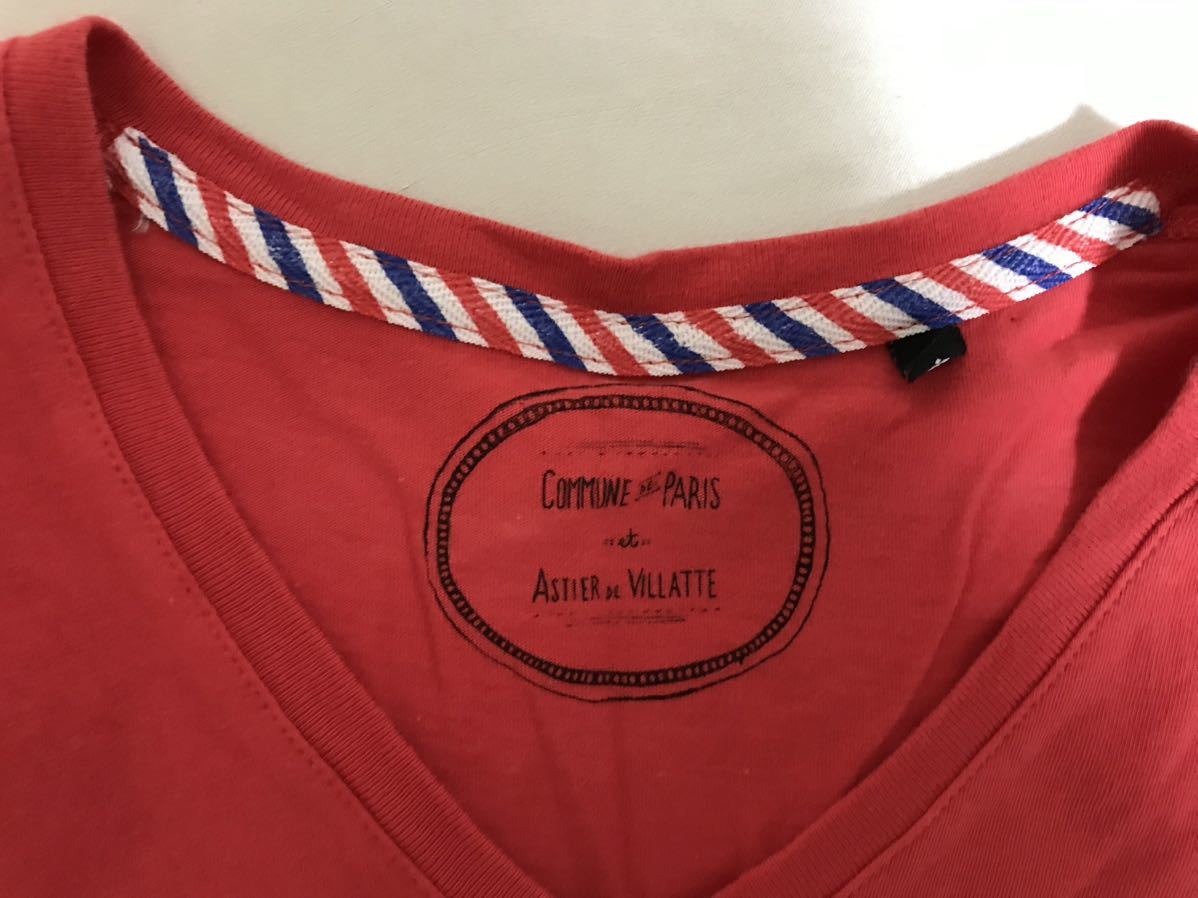 COMMUNE DE PARIS
et
ASTIER DE VILLATTE